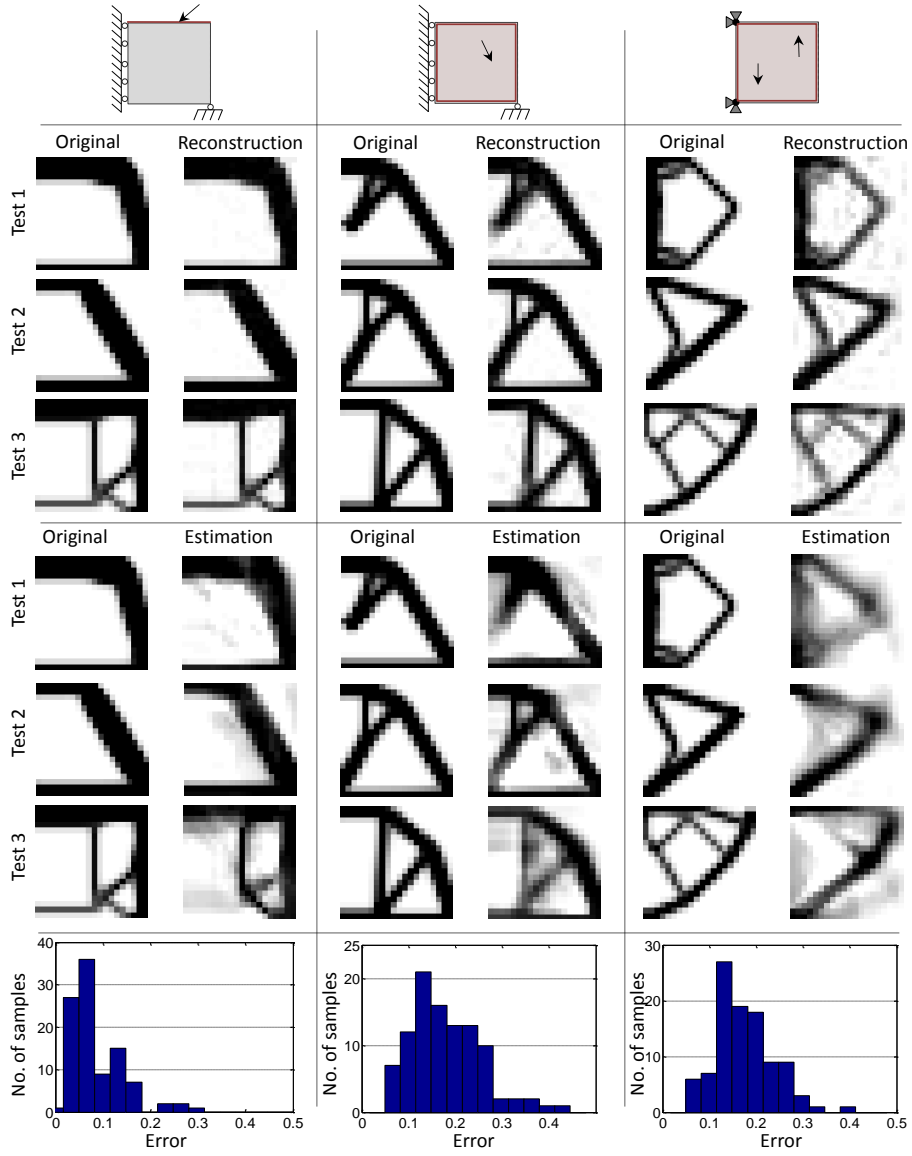 Original Reconstruction Original Reconstruction Original Reconstruction
Test 1
Test 2
Test 3
Original Estimation Original Estimation Original Estimation
Test 1
Test 2
Test 3
No. of samples
40
30
20
10
0
0 0.1 0.2 0.3 0.4 0.5
Error
No. of samples
25
20
15
10
5
0
0 0.1 0.2 0.3 0.4
Error
No. of samples
30
20
10
0
0.1 0.2 0.3 0.4 0.5
Error